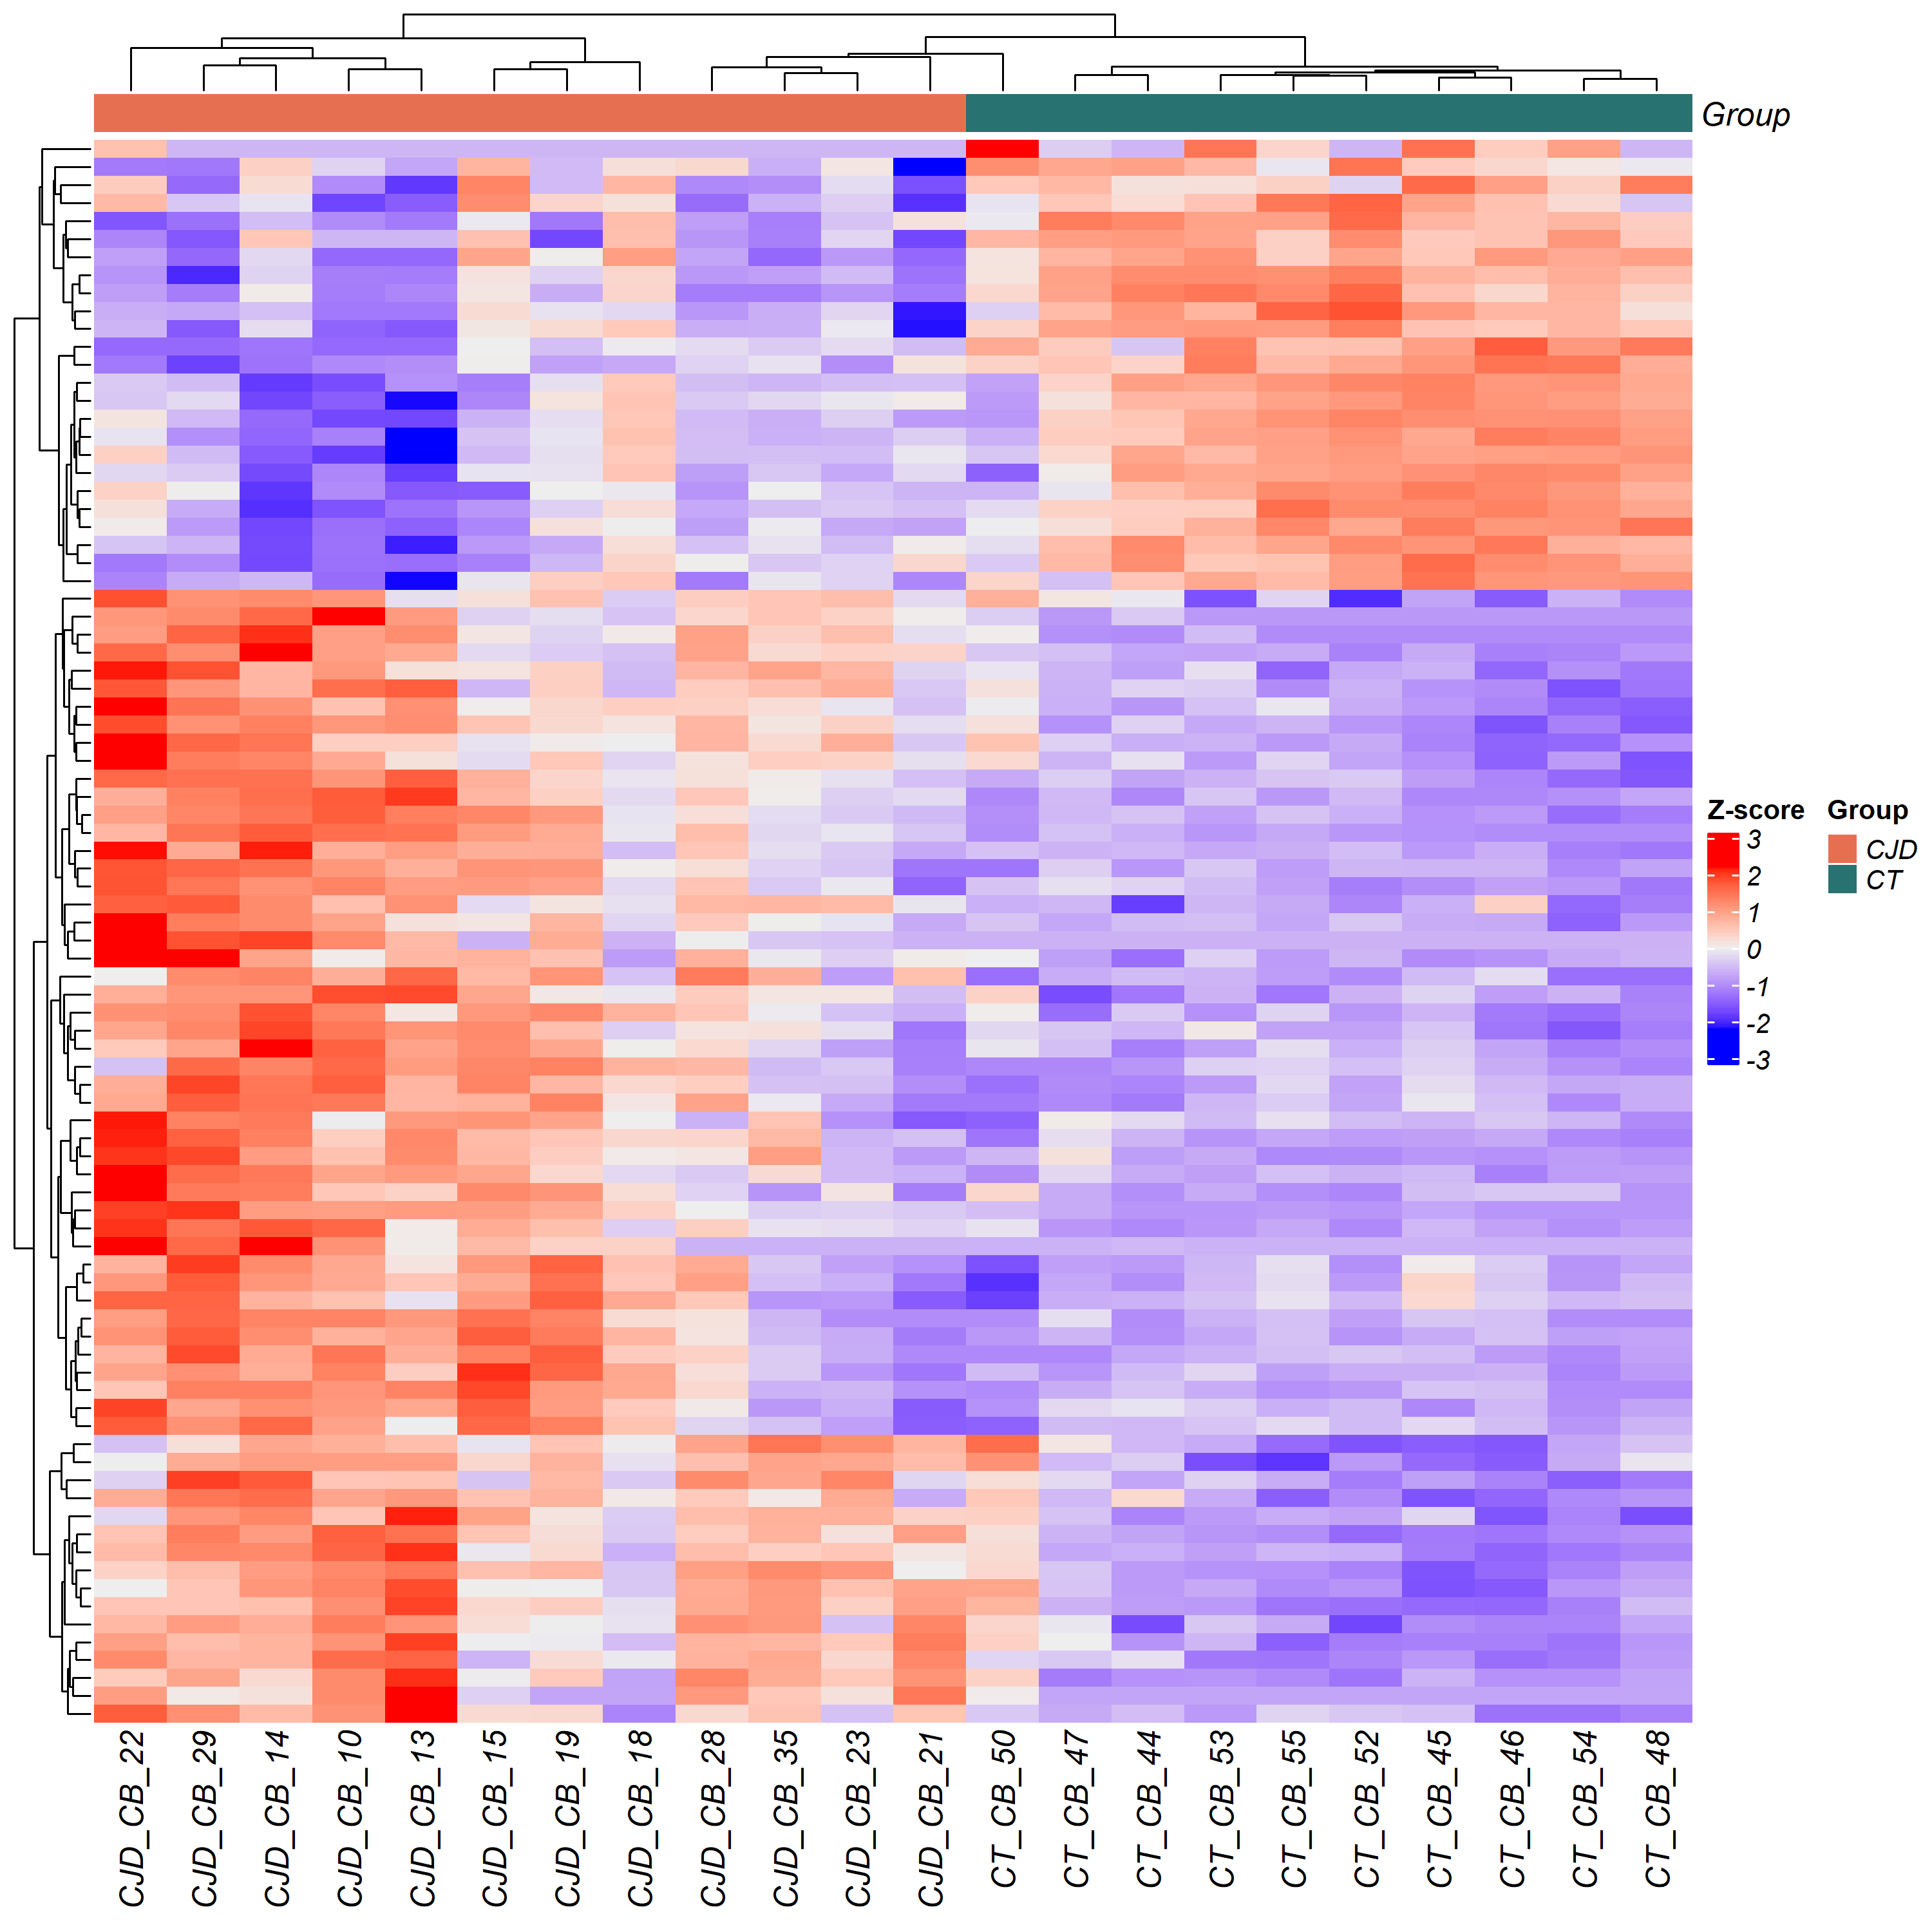 Group
Z-score
3
2
1
0
-1
-2
-3
Group
CJD
CT
CJD_CB_22
CJD_CB_29
CJD_CB_14
CJD_CB_10
CJD_CB_13
CJD_CB_15
CJD_CB_19
CJD_CB_18
CJD_CB_28
CJD_CB_35
CJD_CB_23
CJD_CB_21
CT_CB_50
CT_CB_47
CT_CB_44
CT_CB_53
CT_CB_55
CT_CB_52
CT_CB_45
CT_CB_46
CT_CB_54
CT_CB_48